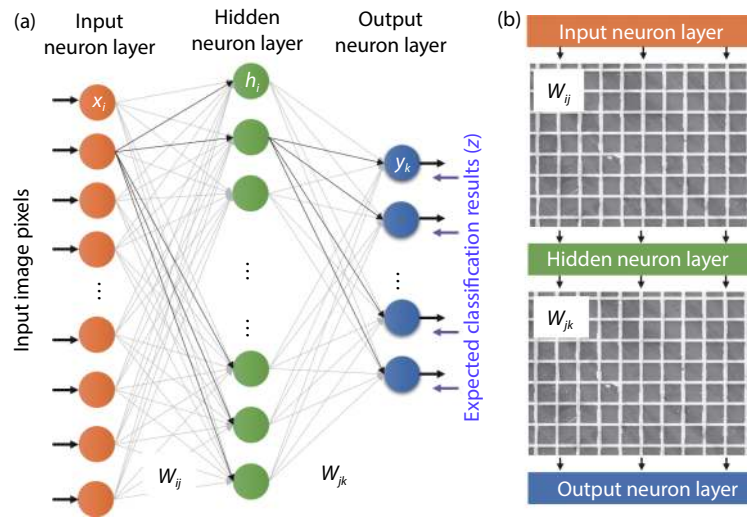 (a)
Input
neuron layer
Hidden
neuron layer
Output
neuron layer
Input image pixels
x_i
h_i
y_k
...
...
...
...
W_ij
W_jk
Expected classification results (z)
(b)
Input neuron layer
W_ij
Hidden neuron layer
W_jk
Output neuron layer